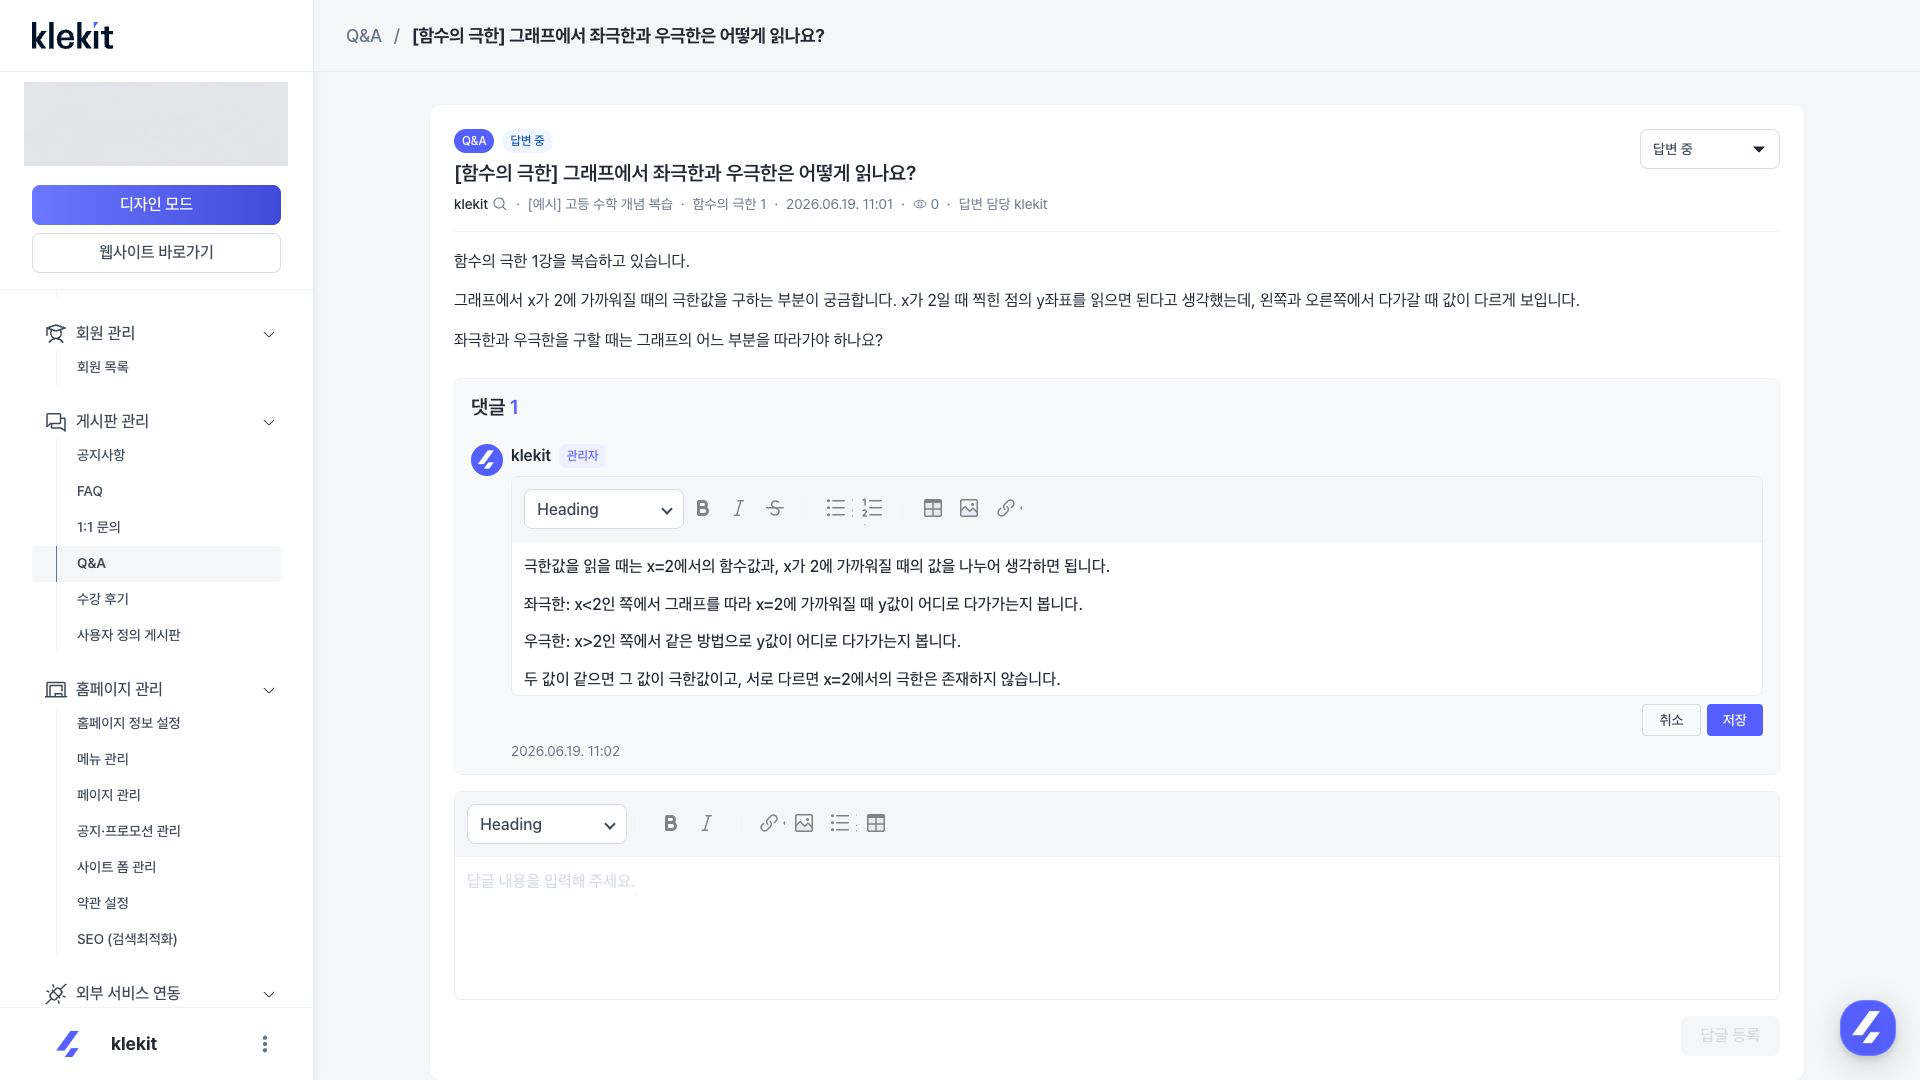 klekit
Q&A / [함수의 극한] 그래프에서 좌극한과 우극한은 어떻게 읽나요?
디자인 모드
웹사이트 바로가기
회원 관리
회원 목록
게시판 관리
공지사항
FAQ
1:1 문의
Q&A
수강 후기
사용자 정의 게시판
홈페이지 관리
홈페이지 정보 설정
메뉴 관리
페이지 관리
공지·프로모션 관리
사이트 폼 관리
약관 설정
SEO (검색최적화)
외부 서비스 연동
klekit
Q&A 답변 중
답변 중
[함수의 극한] 그래프에서 좌극한과 우극한은 어떻게 읽나요?
klekit · [예시] 고등 수학 개념 복습 · 함수의 극한 1 · 2026.06.19. 11:01 · 0 · 답변 담당 klekit
함수의 극한 1강을 복습하고 있습니다.
그래프에서 x가 2에 가까워질 때의 극한값을 구하는 부분이 궁금합니다. x가 2일 때 찍힌 점의 y좌표를 읽으면 된다고 생각했는데, 왼쪽과 오른쪽에서 다가갈 때 값이 다르게 보입니다.
좌극한과 우극한을 구할 때는 그래프의 어느 부분을 따라가야 하나요?
댓글 1
klekit 관리자
Heading
극한값을 읽을 때는 x=2에서의 함수값과, x가 2에 가까워질 때의 값을 나누어 생각하면 됩니다.
좌극한: x<2인 쪽에서 그래프를 따라 x=2에 가까워질 때 y값이 어디로 다가가는지 봅니다.
우극한: x>2인 쪽에서 같은 방법으로 y값이 어디로 다가가는지 봅니다.
두 값이 같으면 그 값이 극한값이고, 서로 다르면 x=2에서의 극한은 존재하지 않습니다.
취소
저장
2026.06.19. 11:02
Heading
답글 내용을 입력해 주세요.
답글 등록